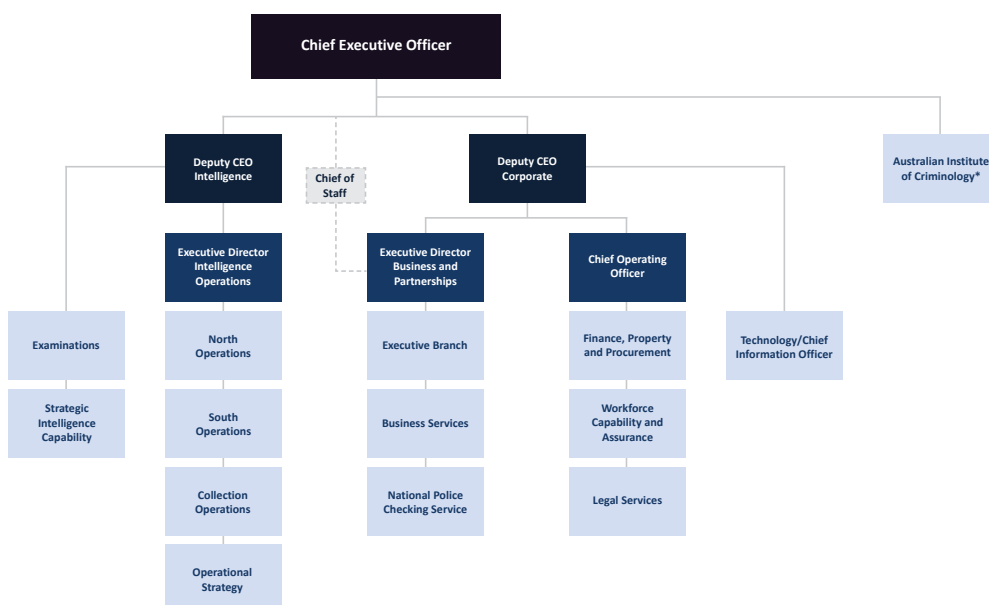 Chief Executive Officer
Deputy CEO
Intelligence
Chief of
Staff
Deputy CEO
Corporate
Australian Institute
of Criminology*
Executive Director
Intelligence
Operations
Executive Director
Business and
Partnerships
Chief Operating
Officer
Examinations
North
Operations
Executive Branch
Finance, Property
and Procurement
Technology/Chief
Information Officer
Strategic
Intelligence
Capability
South
Operations
Business Services
Workforce
Capability and
Assurance
Collection
Operations
National Police
Checking Service
Legal Services
Operational
Strategy